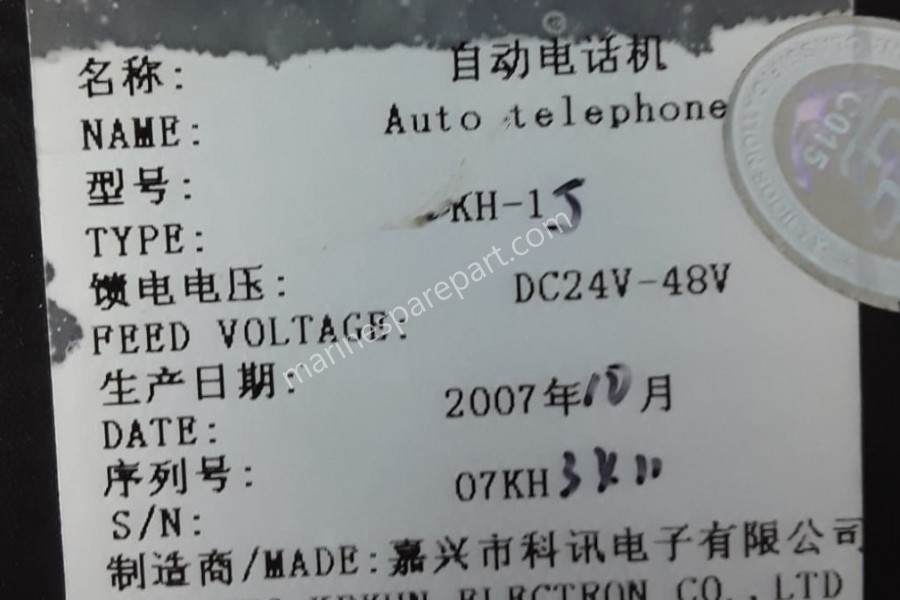 名称: 自动电话机
NAME: Auto telephone
型号: KH-15
TYPE:
馈电电压: DC24V-48V
FEED VOLTAGE:
生产日期: 2007年10月
DATE:
序列号: 07KH
S/N:
制造商/MADE:嘉兴市科讯电子有限公司
ELECTRON CO.,LTD
marinesparepart.com